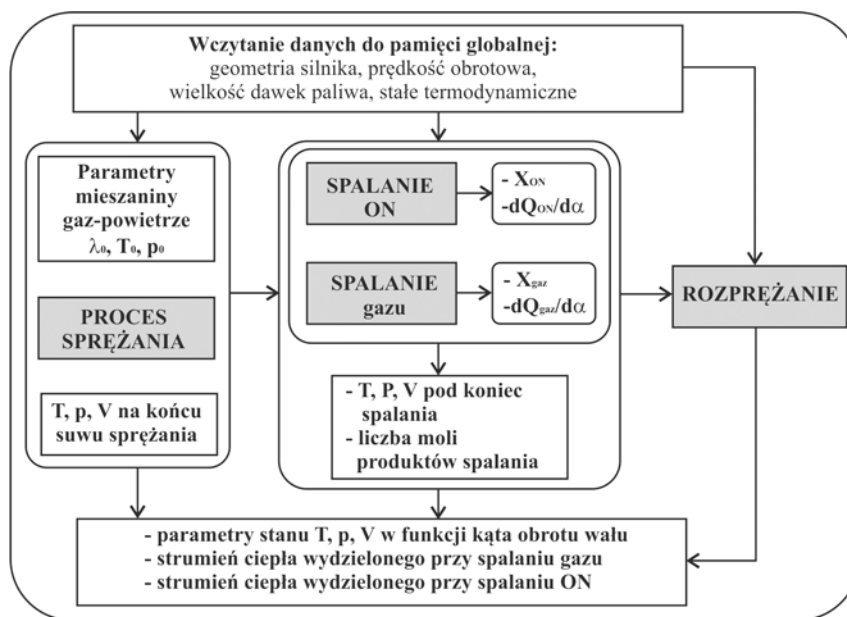 Wczytanie danych do pamięci globalnej:
geometria silnika, prędkość obrotowa,
wielkość dawek paliwa, stałe termodynamiczne
Parametry
mieszaniny
gaz-powietrze
λ₀, T₀, p₀
PROCES
SPRĘŻANIA
T, p, V na końcu
suwu sprężania
SPALANIE
ON
- X_ON
-dQ_ON/dα
SPALANIE
gazu
- X_gaz
-dQ_gaz/dα
- T, P, V pod koniec
spalania
- liczba moli
produktów spalania
ROZPRĘŻANIE
- parametry stanu T, p, V w funkcji kąta obrotu wału
- strumień ciepła wydzielonego przy spalaniu gazu
- strumień ciepła wydzielonego przy spalaniu ON